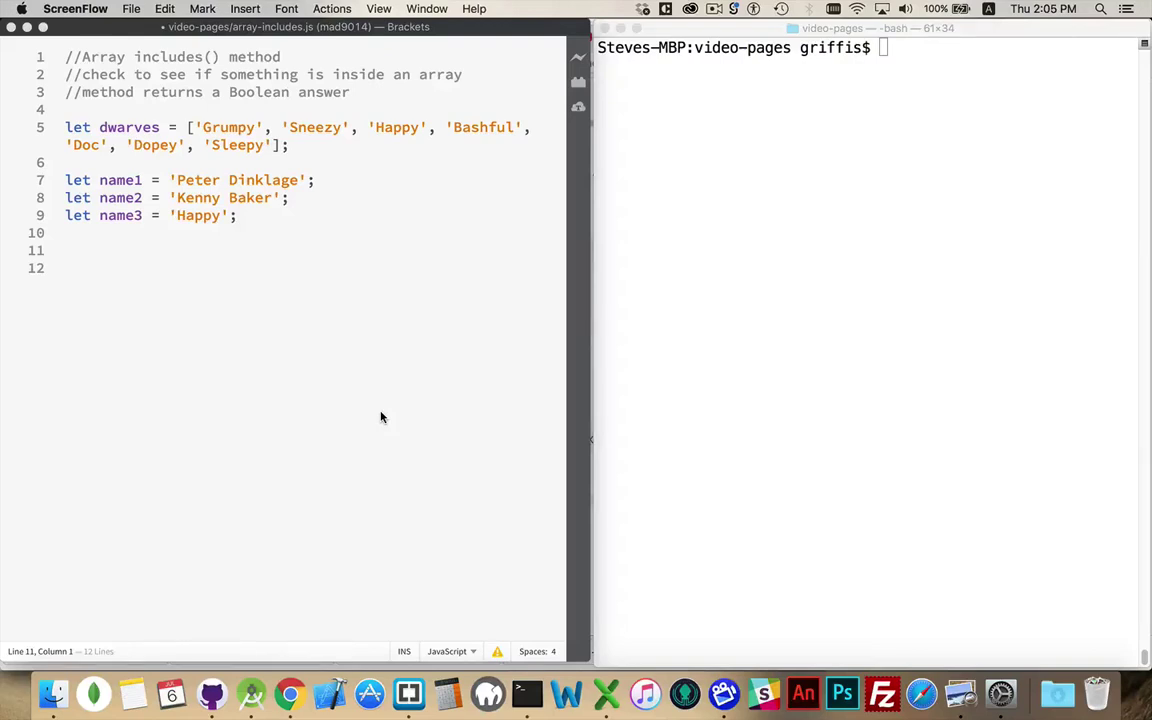 ScreenFlow File Edit Mark Insert Font Actions View Window Help 100% Thu 2:05 PM
• video-pages/array-includes.js (mad9014) — Brackets
video-pages — -bash — 61×34
1 //Array includes() method
2 //check to see if something is inside an array
3 //method returns a Boolean answer
4
5 let dwarves = ['Grumpy', 'Sneezy', 'Happy', 'Bashful',
'Doc', 'Dopey', 'Sleepy'];
6
7 let name1 = 'Peter Dinklage';
8 let name2 = 'Kenny Baker';
9 let name3 = 'Happy';
10
11
12
Steves-MBP:video-pages griffis$
Line 11, Column 1 — 12 Lines INS JavaScript Spaces: 4
6
An Ps Fz